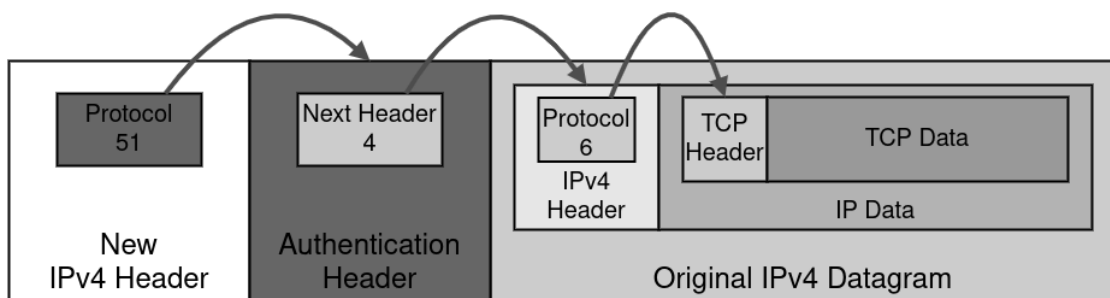 Protocol
51
Next Header
4
Protocol
6
TCP
Header
TCP Data
IPv4
Header
IP Data
New
IPv4 Header
Authentication
Header
Original IPv4 Datagram